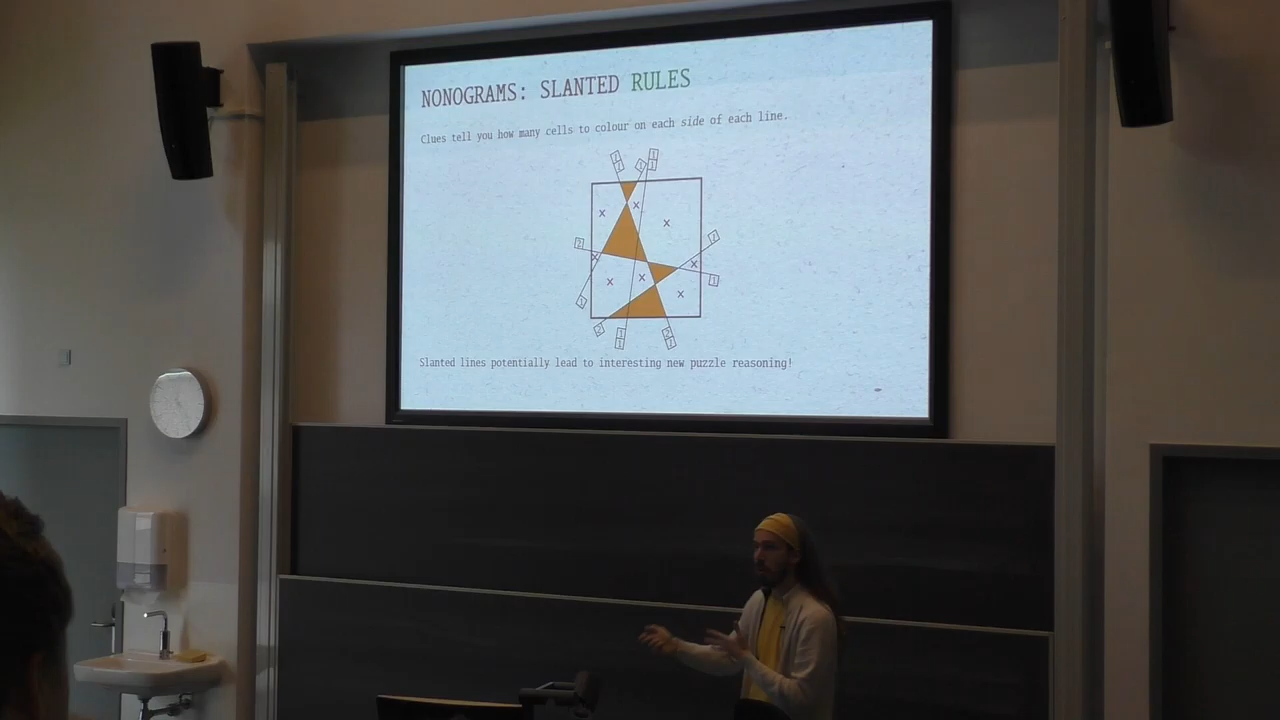 NONOGRAMS: SLANTED RULES
Clues tell you how many cells to colour on each side of each line.
Slanted lines potentially lead to interesting new puzzle reasoning!